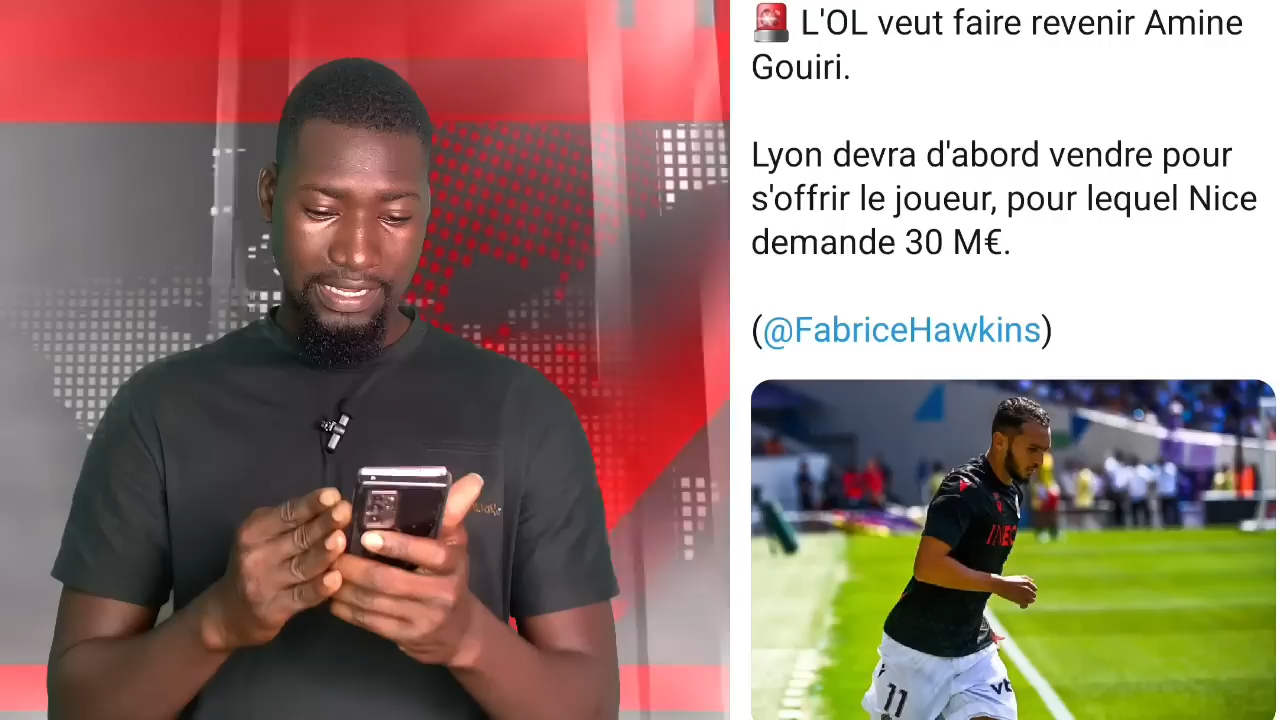 🚨 L'OL veut faire revenir Amine
Gouiri.
Lyon devra d'abord vendre pour
s'offrir le joueur, pour lequel Nice
demande 30 M€.
(@FabriceHawkins)
11